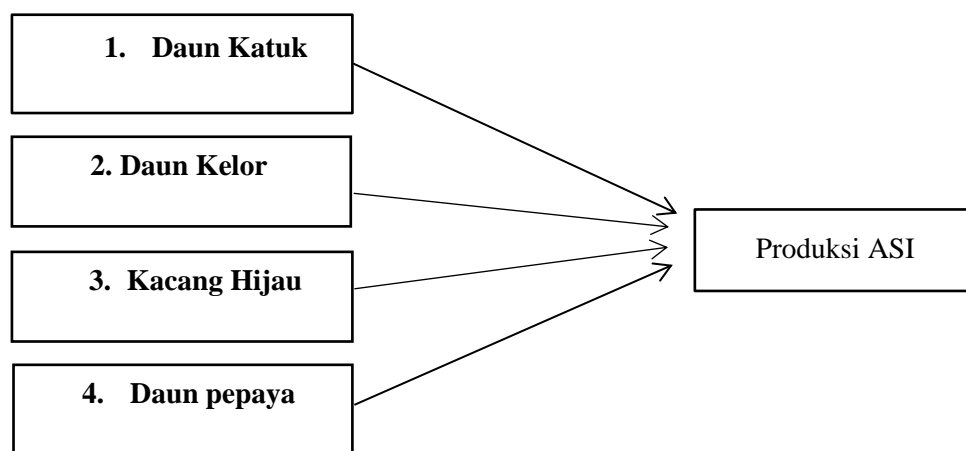 1. Daun Katuk
2. Daun Kelor
3. Kacang Hijau
4. Daun pepaya
Produksi ASI